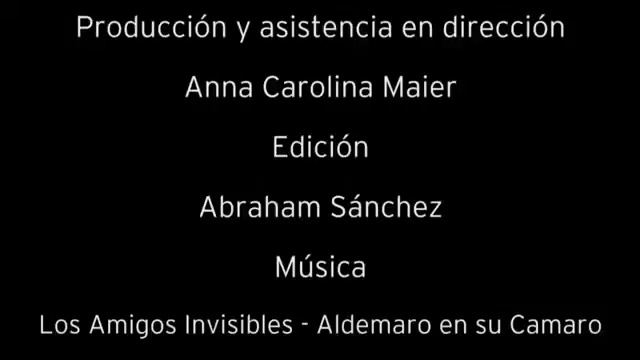 Producción y asistencia en dirección
Anna Carolina Maier
Edición
Abraham Sánchez
Música
Los Amigos Invisibles - Aldemaro en su Camaro